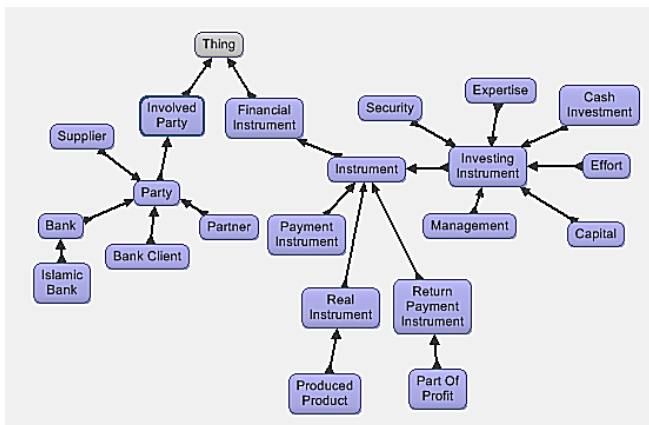 Thing
Involved
Party
Financial
Instrument
Security
Expertise
Cash
Investment
Supplier
Instrument
Investing
Instrument
Effort
Party
Bank
Partner
Payment
Instrument
Management
Capital
Bank Client
Islamic
Bank
Real
Instrument
Return
Payment
Instrument
Produced
Product
Part Of
Profit